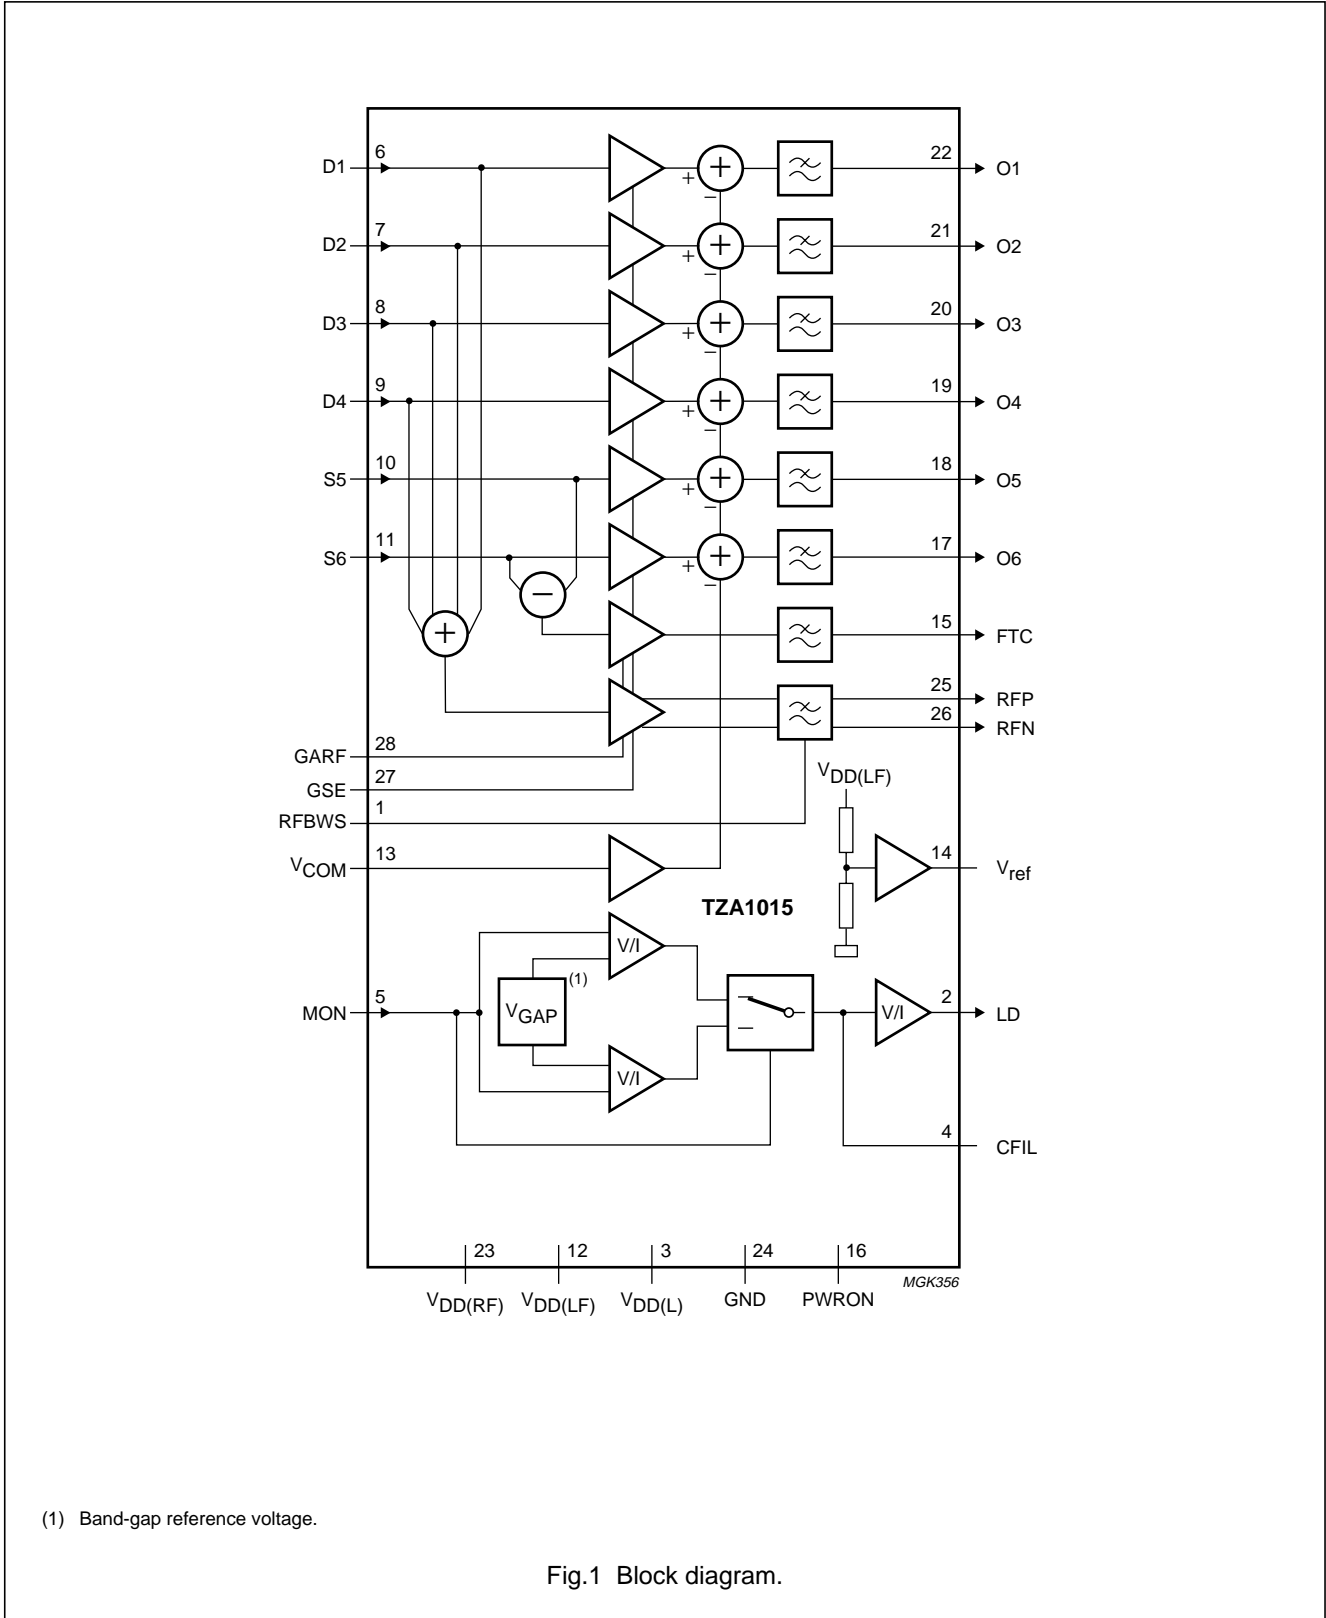 6
D1
22
O1
+
−
7
D2
21
O2
+
−
8
D3
20
O3
+
−
9
D4
19
O4
+
−
10
S5
18
O5
+
−
11
S6
17
O6
+
−
15
FTC
25
RFP
26
RFN
28
GARF
27
GSE
1
RFBWS
VDD(LF)
13
VCOM
14
Vref
TZA1015
V/I
(1)
VGAP
5
MON
V/I
2
LD
V/I
4
CFIL
23
12
3
24
16
MGK356
VDD(RF)
VDD(LF)
VDD(L)
GND
PWRON
(1) Band-gap reference voltage.
Fig.1 Block diagram.